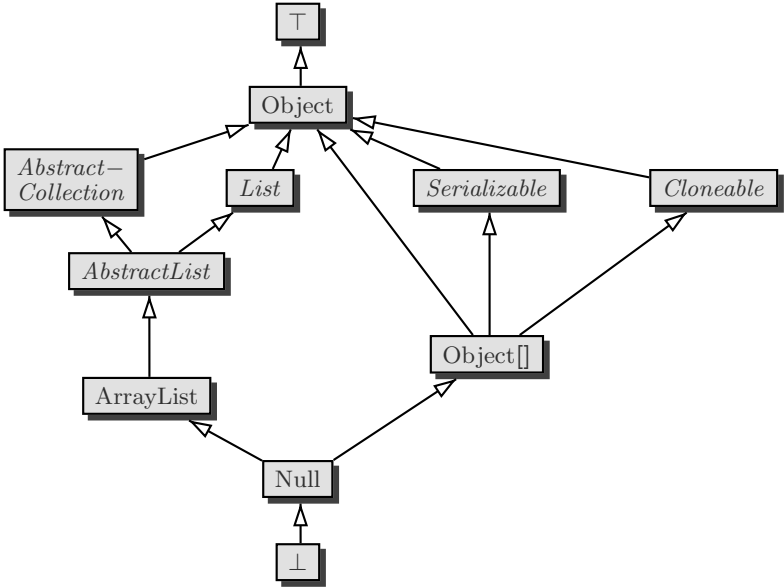 ⊤
Object
Abstract–
Collection
List
Serializable
Cloneable
AbstractList
Object[]
ArrayList
Null
⊥